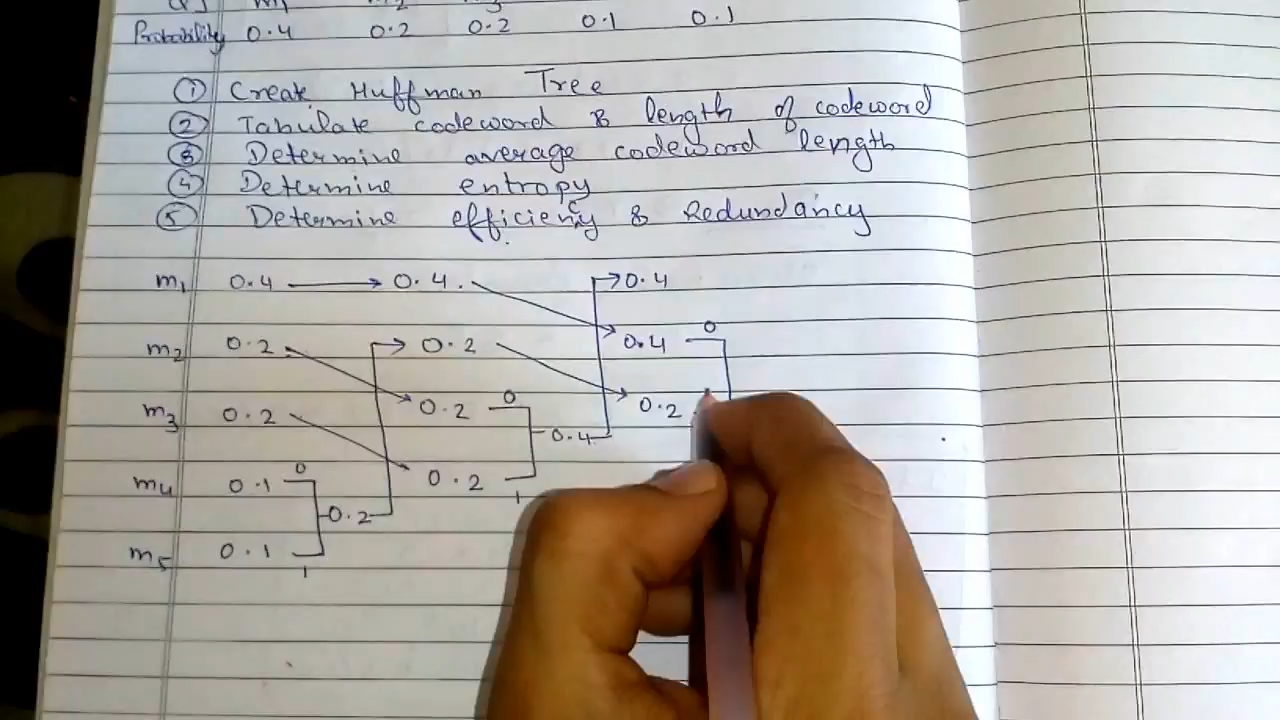 m1
Probability 0.4 0.2 0.2 0.1 0.1
① Create Huffman Tree
② Tabulate codeword & length of codeword
③ Determine average codeword length
④ Determine entropy
⑤ Determine efficiency & Redundancy
m1 0.4 0.4 . 0.4
m2 0.2 0.2 0.4 0
m3 0.2 0.2 0 0.2
0.4
m4 0.1 0 0.2 1
0.2
m5 0.1 1